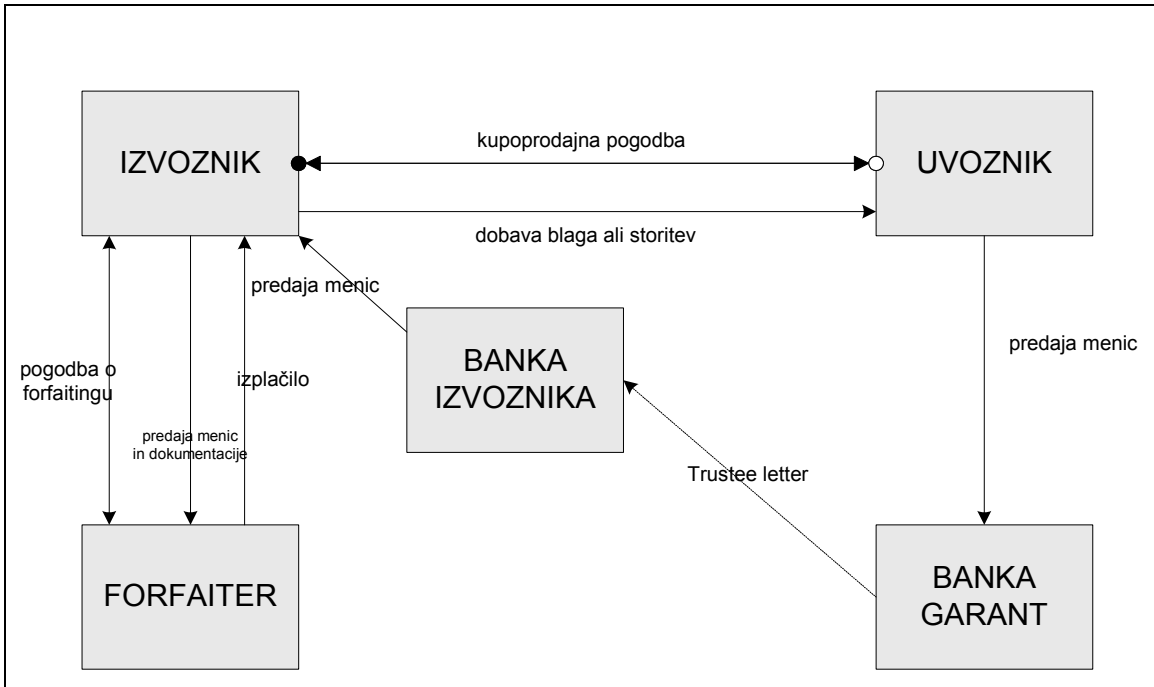 IZVOZNIK
kupoprodajna pogodba
UVOZNIK
dobava blaga ali storitev
predaja menic
BANKA
IZVOZNIKA
predaja menic
pogodba o
forfaitingu
izplačilo
predaja menic
in dokumentacije
Trustee letter
FORFAITER
BANKA
GARANT